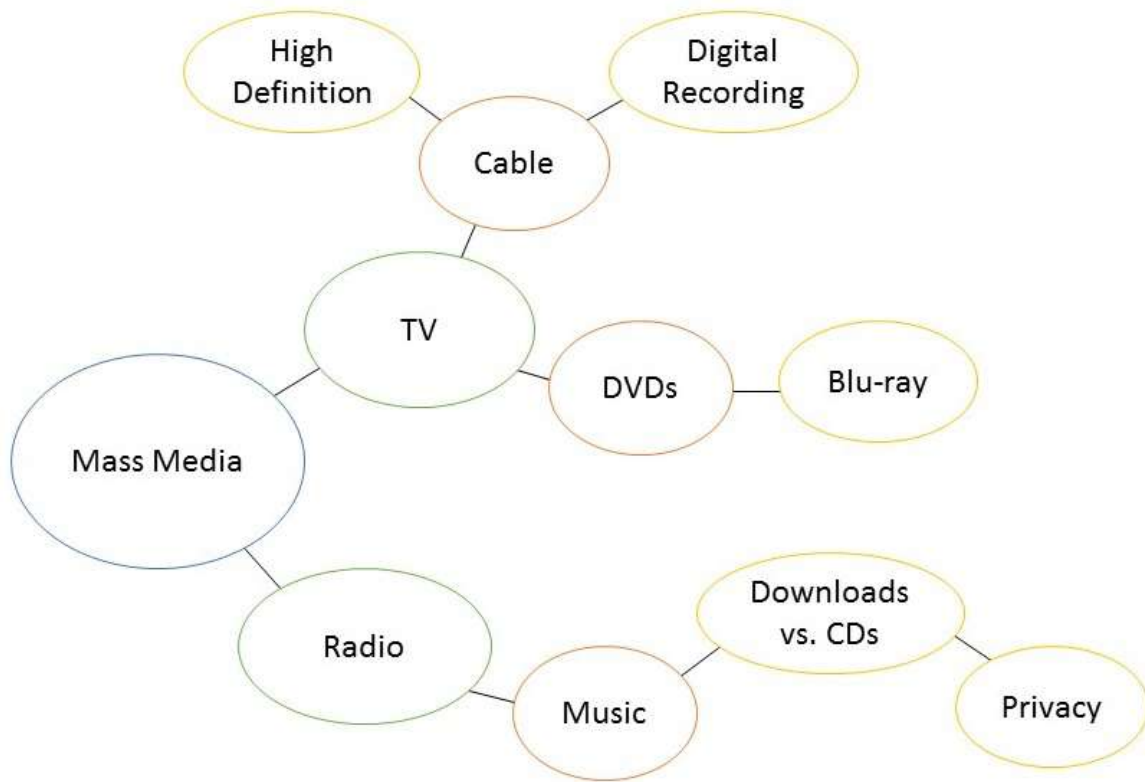 High
Definition
Digital
Recording
Cable
TV
DVDs
Blu-ray
Mass Media
Downloads
vs. CDs
Radio
Music
Privacy